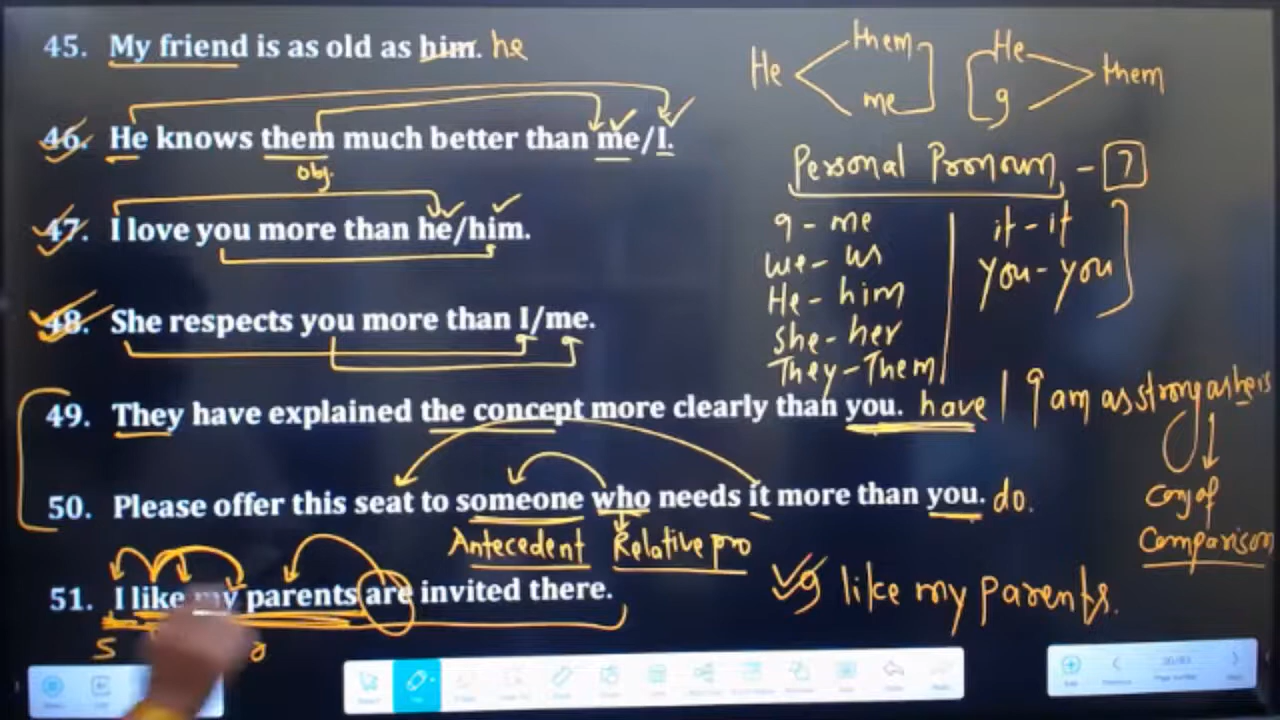 45. My friend is as old as him. he
46. He knows them much better than me/I.
obj.
47. I love you more than he/him.
48. She respects you more than I/me.
49. They have explained the concept more clearly than you. have
50. Please offer this seat to someone who needs it more than you. do.
Antecedent Relative pro
51. I like my parents are invited there.
S o
He them me
He I them
Personal Pronoun - 7
I - me
we - us
He - him
she - her
They - Them
it - it
you - you
I am as strong as he is
Conj of
Comparison
I like my parents.